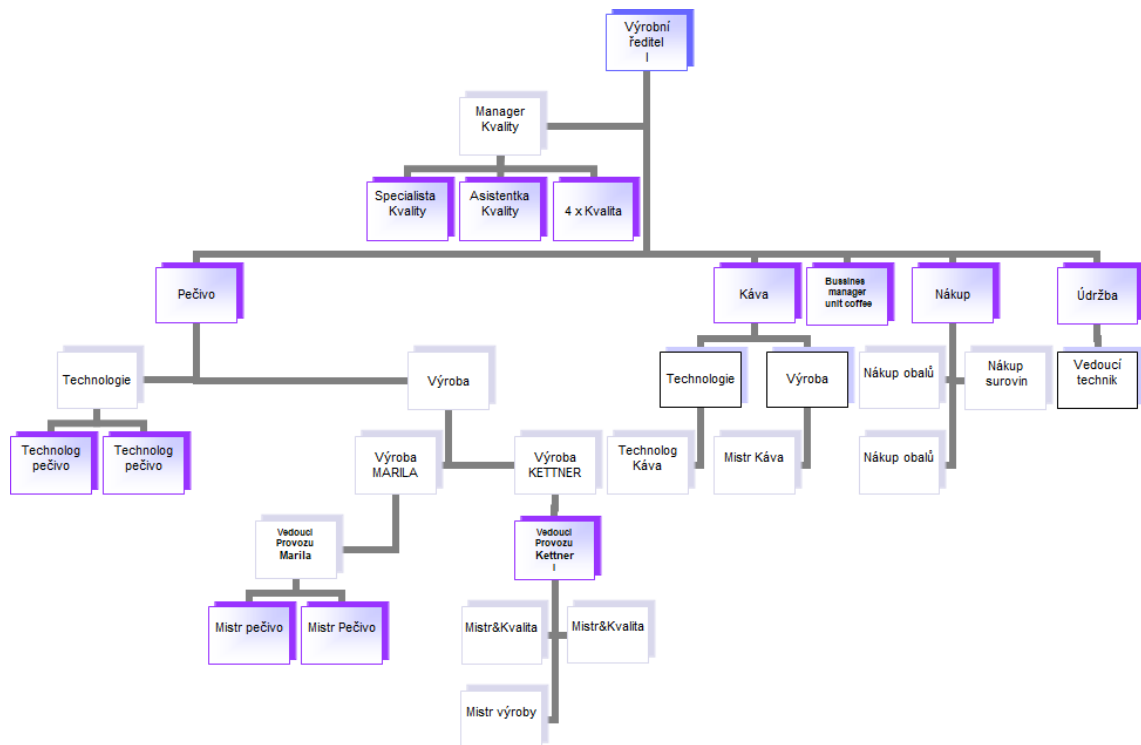 Výrobní
ředitel
I
Manager
Kvality
Specialista
Kvality
Asistentka
Kvality
4 x Kvalita
Pečivo
Káva
Bussines
manager
unit coffee
Nákup
Údržba
Technologie
Výroba
Technologie
Výroba
Nákup obalů
Nákup
surovin
Vedoucí
technik
Technolog
pečivo
Technolog
pečivo
Výroba
MARILA
Výroba
KETTNER
Technolog
Káva
Mistr Káva
Nákup obalů
Vedoucí
Provozu
Marila
Vedoucí
Provozu
Kettner
I
Mistr pečivo
Mistr Pečivo
Mistr&Kvalita
Mistr&Kvalita
Mistr výroby